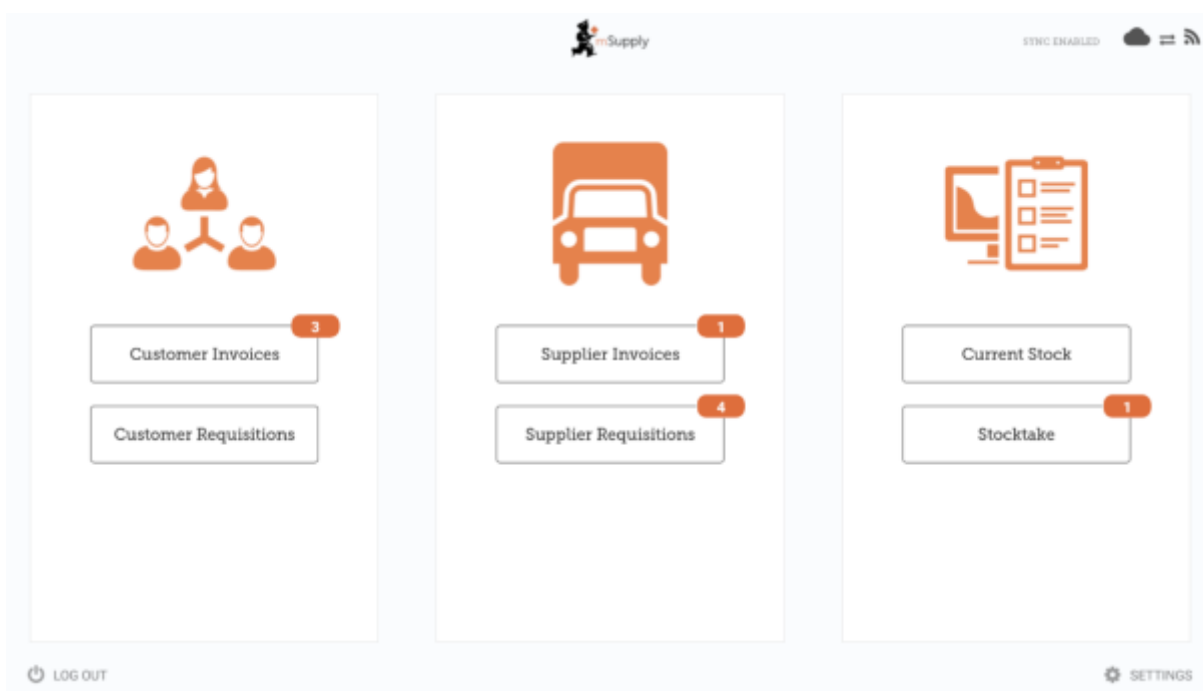 mSupply
SYNC ENABLED
3
Customer Invoices
Customer Requisitions
1
Supplier Invoices
4
Supplier Requisitions
Current Stock
1
Stocktake
LOG OUT
SETTINGS